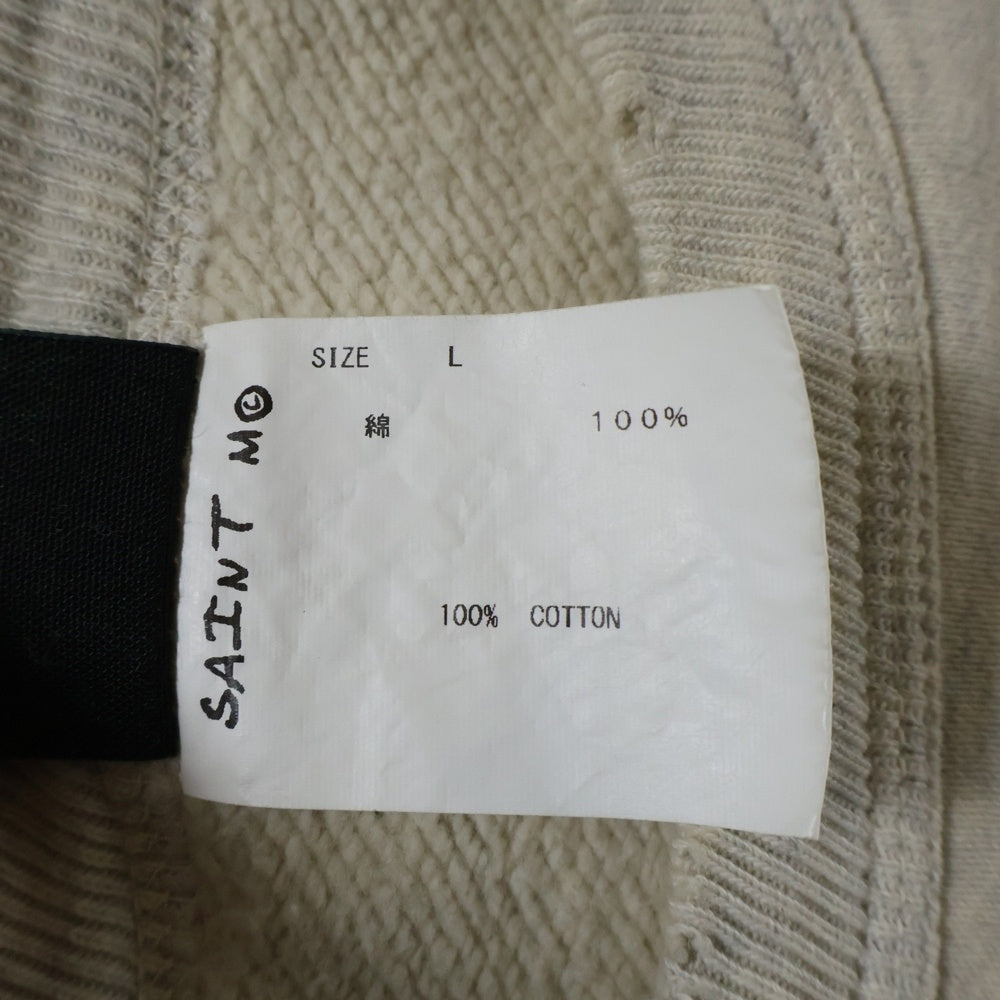 SIZE L
綿 １００％
100% COTTON
SAINT M©